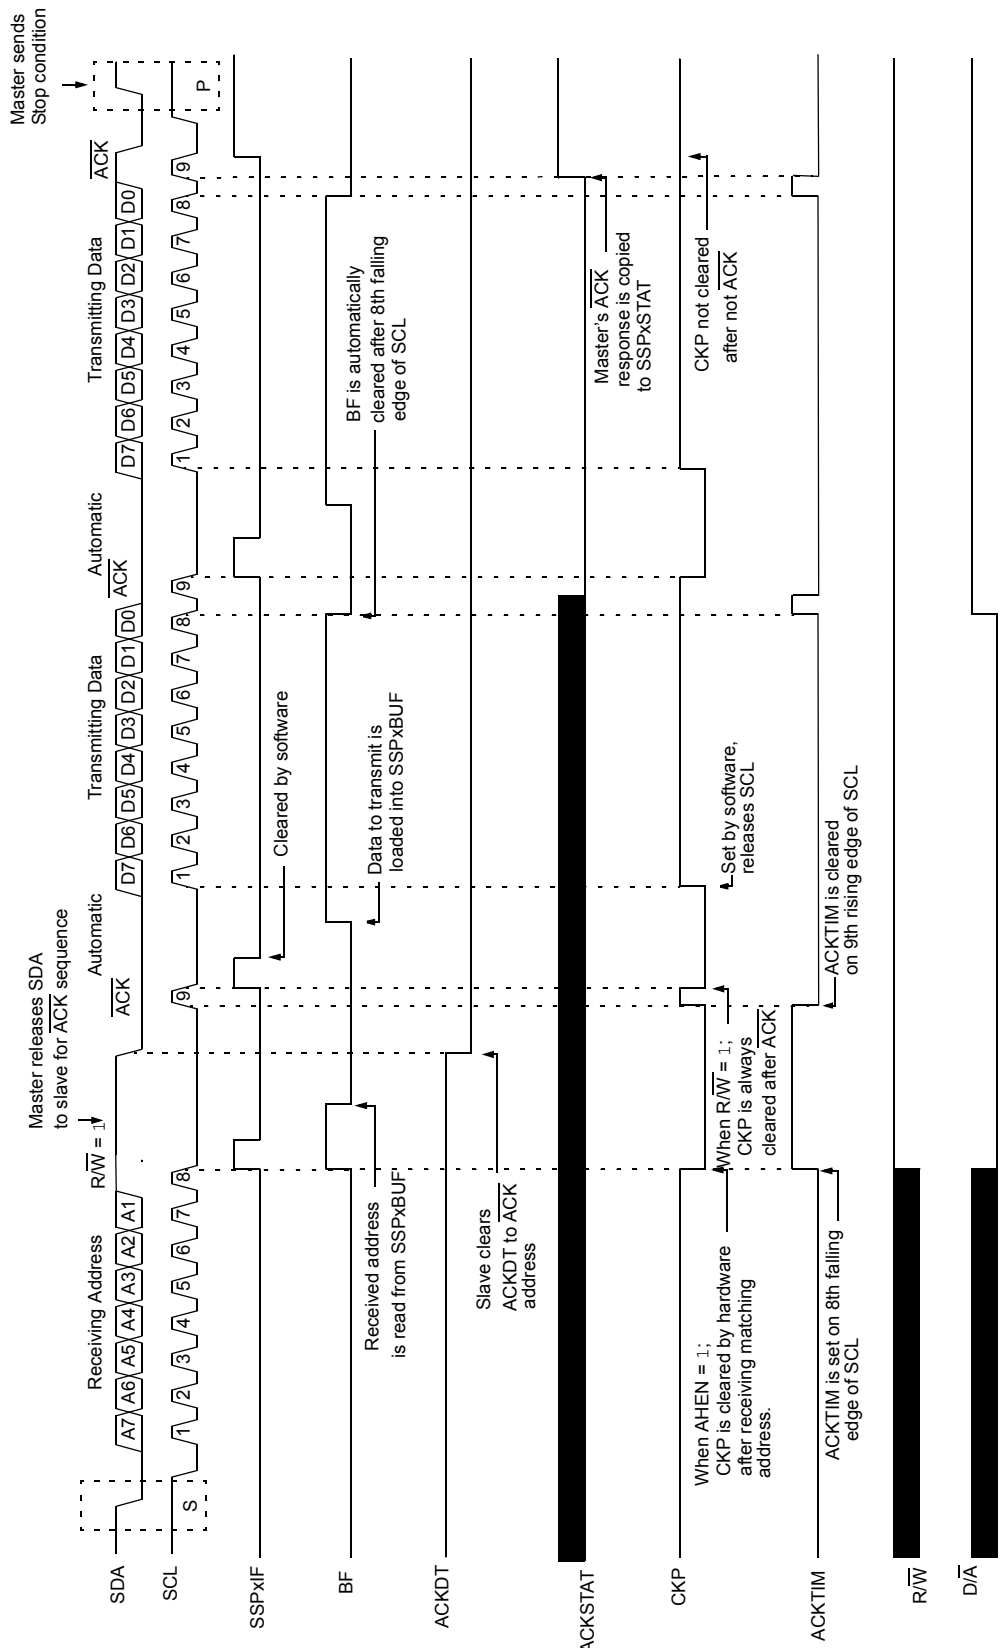 Master releases SDA
to slave for ACK sequence
Master sends
Stop condition
Receiving Address
R/W = 1
Automatic
Transmitting Data
Automatic
Transmitting Data
ACK
ACK
ACK
SDA
A7 A6 A5 A4 A3 A2 A1
D7 D6 D5 D4 D3 D2 D1 D0
D7 D6 D5 D4 D3 D2 D1 D0
SCL
S
1 2 3 4 5 6 7 8 9
1 2 3 4 5 6 7 8 9
1 2 3 4 5 6 7 8 9
P
SSPxIF
Cleared by software
BF
Received address
is read from SSPxBUF
Data to transmit is
loaded into SSPxBUF
BF is automatically
cleared after 8th falling
edge of SCL
ACKDT
Slave clears
ACKDT to ACK
address
ACKSTAT
Master's ACK
response is copied
to SSPxSTAT
CKP
When AHEN = 1;
CKP is cleared by hardware
after receiving matching
address.
When R/W = 1;
CKP is always
cleared after ACK
Set by software,
releases SCL
CKP not cleared
after not ACK
ACKTIM
ACKTIM is set on 8th falling
edge of SCL
ACKTIM is cleared
on 9th rising edge of SCL
R/W
D/A